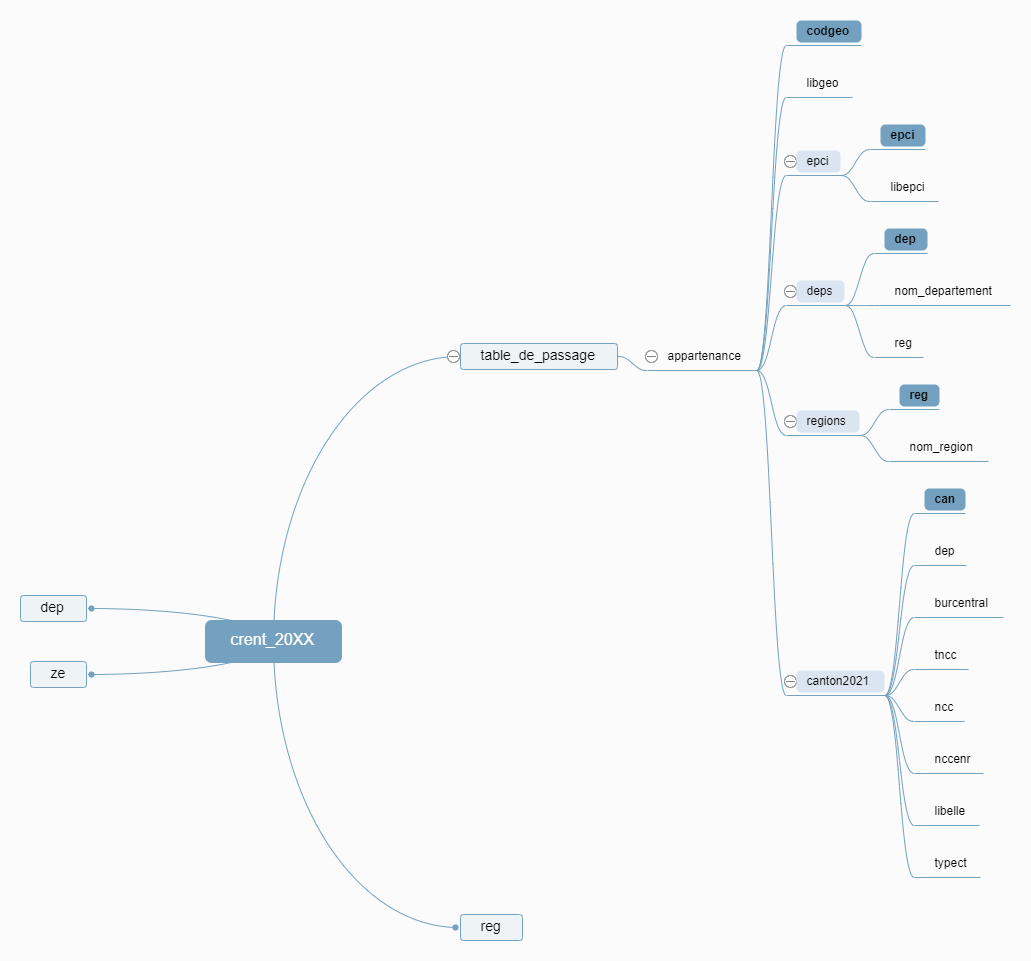 codgeo
libgeo
epci
epci
libepci
dep
deps
nom_departement
reg
table_de_passage
appartenance
reg
regions
nom_region
can
dep
burcentral
dep
crent_20XX
tncc
ze
canton2021
ncc
nccenr
libelle
typect
reg